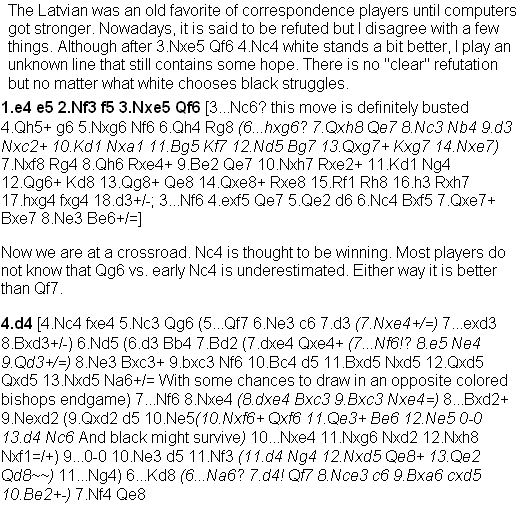 The Latvian was an old favorite of correspondence players until computers
got stronger. Nowadays, it is said to be refuted but I disagree with a few
things. Although after 3.Nxe5 Qf6 4.Nc4 white stands a bit better, I play an
unknown line that still contains some hope. There is no "clear" refutation
but no matter what white chooses black struggles.
1.e4 e5 2.Nf3 f5 3.Nxe5 Qf6 [3...Nc6? this move is definitely busted
4.Qh5+ g6 5.Nxg6 Nf6 6.Qh4 Rg8 (6...hxg6? 7.Qxh8 Qe7 8.Nc3 Nb4 9.d3
Nxc2+ 10.Kd1 Nxa1 11.Bg5 Kf7 12.Nd5 Bg7 13.Qxg7+ Kxg7 14.Nxe7)
7.Nxf8 Rg4 8.Qh6 Rxe4+ 9.Be2 Qe7 10.Nxh7 Rxe2+ 11.Kd1 Ng4
12.Qg6+ Kd8 13.Qg8+ Qe8 14.Qxe8+ Rxe8 15.Rf1 Rh8 16.h3 Rxh7
17.hxg4 fxg4 18.d3+/-; 3...Nf6 4.exf5 Qe7 5.Qe2 d6 6.Nc4 Bxf5 7.Qxe7+
Bxe7 8.Ne3 Be6+/=]
Now we are at a crossroad. Nc4 is thought to be winning. Most players do
not know that Qg6 vs. early Nc4 is underestimated. Either way it is better
than Qf7.
4.d4 [4.Nc4 fxe4 5.Nc3 Qg6 (5...Qf7 6.Ne3 c6 7.d3 (7.Nxe4+/=) 7...exd3
8.Bxd3+/-) 6.Nd5 (6.d3 Bb4 7.Bd2 (7.dxe4 Qxe4+ (7...Nf6!? 8.e5 Ne4
9.Qd3+/=) 8.Ne3 Bxc3+ 9.bxc3 Nf6 10.Bc4 d5 11.Bxd5 Nxd5 12.Qxd5
Qxd5 13.Nxd5 Na6+/= With some chances to draw in an opposite colored
bishops endgame) 7...Nf6 8.Nxe4 (8.dxe4 Bxc3 9.Bxc3 Nxe4=) 8...Bxd2+
9.Nexd2 (9.Qxd2 d5 10.Ne5(10.Nxf6+ Qxf6 11.Qe3+ Be6 12.Ne5 0-0
13.d4 Nc6 And black might survive) 10...Nxe4 11.Nxg6 Nxd2 12.Nxh8
Nxf1=/+) 9...0-0 10.Ne3 d5 11.Nf3 (11.d4 Ng4 12.Nxd5 Qe8+ 13.Qe2
Qd8~~) 11...Ng4) 6...Kd8 (6...Na6? 7.d4! Qf7 8.Nce3 c6 9.Bxa6 cxd5
10.Be2+-) 7.Nf4 Qe8